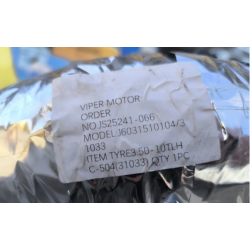 VIPER MOTOR
ORDER
NO.JS25241-066
MODEL:J6031510104/3
1033
ITEM TYRE3.50-10TLH
C-504(31033) QTY 1PC